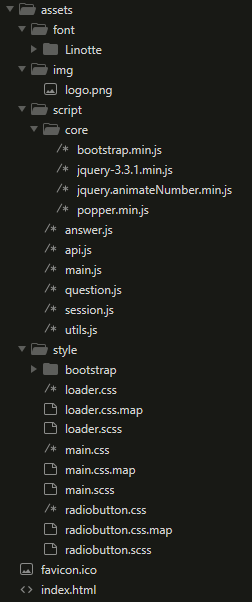 assets
font
Linotte
img
logo.png
script
core
bootstrap.min.js
jquery-3.3.1.min.js
jquery.animateNumber.min.js
popper.min.js
answer.js
api.js
main.js
question.js
session.js
utils.js
style
bootstrap
loader.css
loader.css.map
loader.scss
main.css
main.css.map
main.scss
radiobutton.css
radiobutton.css.map
radiobutton.scss
favicon.ico
index.html